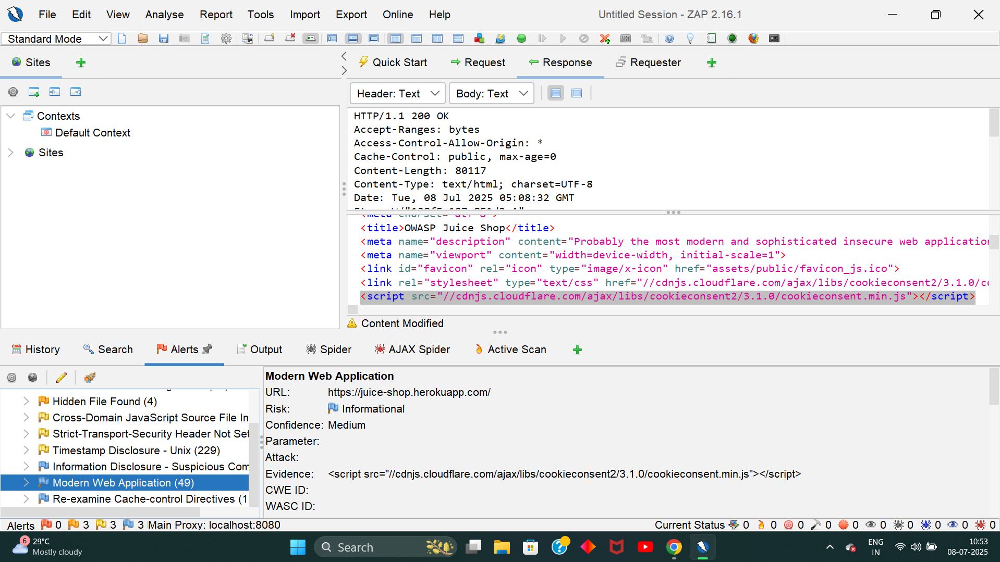 File Edit View Analyse Report Tools Import Export Online Help
Untitled Session - ZAP 2.16.1
Standard Mode
Sites
Quick Start Request Response Requester
Header: Text Body: Text
Contexts
Default Context
Sites
HTTP/1.1 200 OK
Accept-Ranges: bytes
Access-Control-Allow-Origin: *
Cache-Control: public, max-age=0
Content-Length: 80117
Content-Type: text/html; charset=UTF-8
Date: Tue, 08 Jul 2025 05:08:32 GMT
<meta charset="utf-8">
<title>OWASP Juice Shop</title>
<meta name="description" content="Probably the most modern and sophisticated insecure web application
<meta name="viewport" content="width=device-width, initial-scale=1">
<link id="favicon" rel="icon" type="image/x-icon" href="assets/public/favicon_js.ico">
<link rel="stylesheet" type="text/css" href="//cdnjs.cloudflare.com/ajax/libs/cookieconsent2/3.1.0/co
<script src="//cdnjs.cloudflare.com/ajax/libs/cookieconsent2/3.1.0/cookieconsent.min.js"></script>
Content Modified
History Search Alerts Output Spider AJAX Spider Active Scan
Hidden File Found (4)
Cross-Domain JavaScript Source File In
Strict-Transport-Security Header Not Set
Timestamp Disclosure - Unix (229)
Information Disclosure - Suspicious Com
Modern Web Application (49)
Re-examine Cache-control Directives (1
Modern Web Application
URL: https://juice-shop.herokuapp.com/
Risk: Informational
Confidence: Medium
Parameter:
Attack:
Evidence: <script src="//cdnjs.cloudflare.com/ajax/libs/cookieconsent2/3.1.0/cookieconsent.min.js"></script>
CWE ID:
WASC ID:
Alerts 0 3 3 3 Main Proxy: localhost:8080
Current Status 0 0 0 0 0 0 0 0 0 0
6 29°C
Mostly cloudy
Search
ENG
IN
10:53
08-07-2025